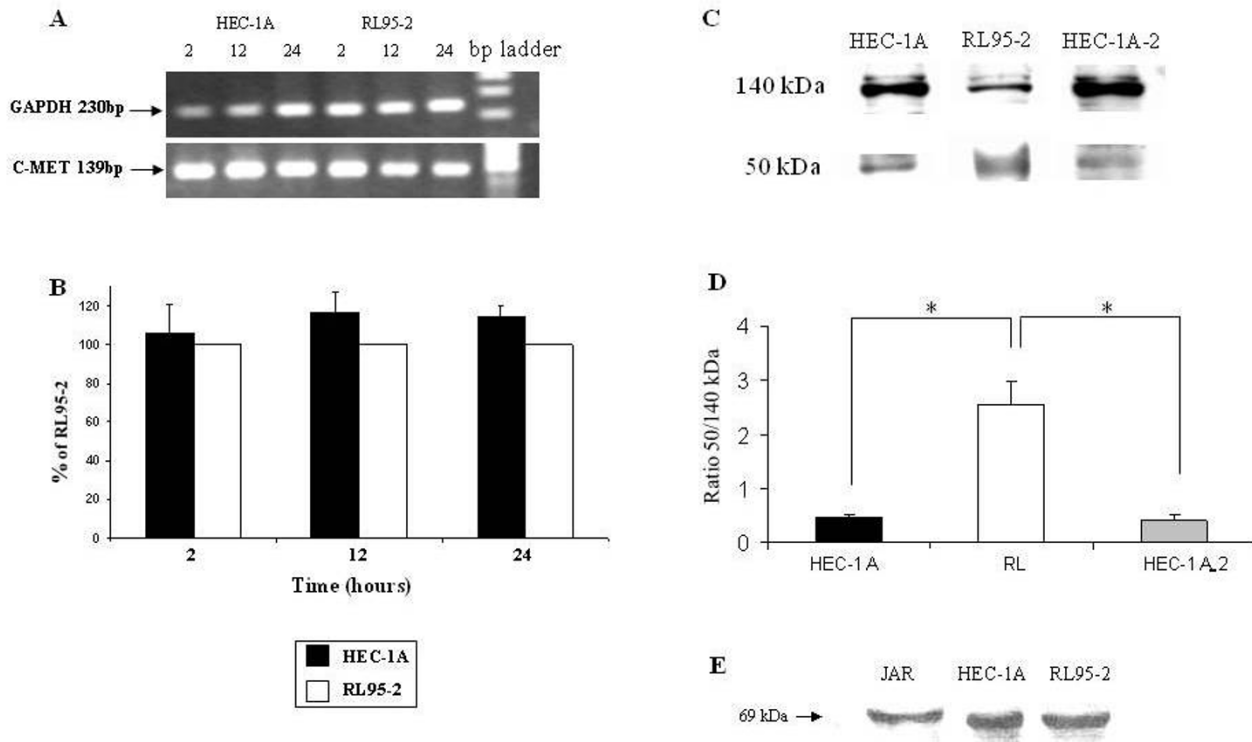 A
HEC-1A RL95-2
2 12 24 2 12 24 bp ladder
GAPDH 230bp
C-MET 139bp
B
% of RL95-2
120
100
80
60
40
20
0
2 12 24
Time (hours)
HEC-1A
RL95-2
C
HEC-1A RL95-2 HEC-1A-2
140 kDa
50 kDa
D
* *
Ratio 50/140 kDa
4
3
2
1
0
HEC-1A RL HEC-1A-2
E
JAR HEC-1A RL95-2
69 kDa